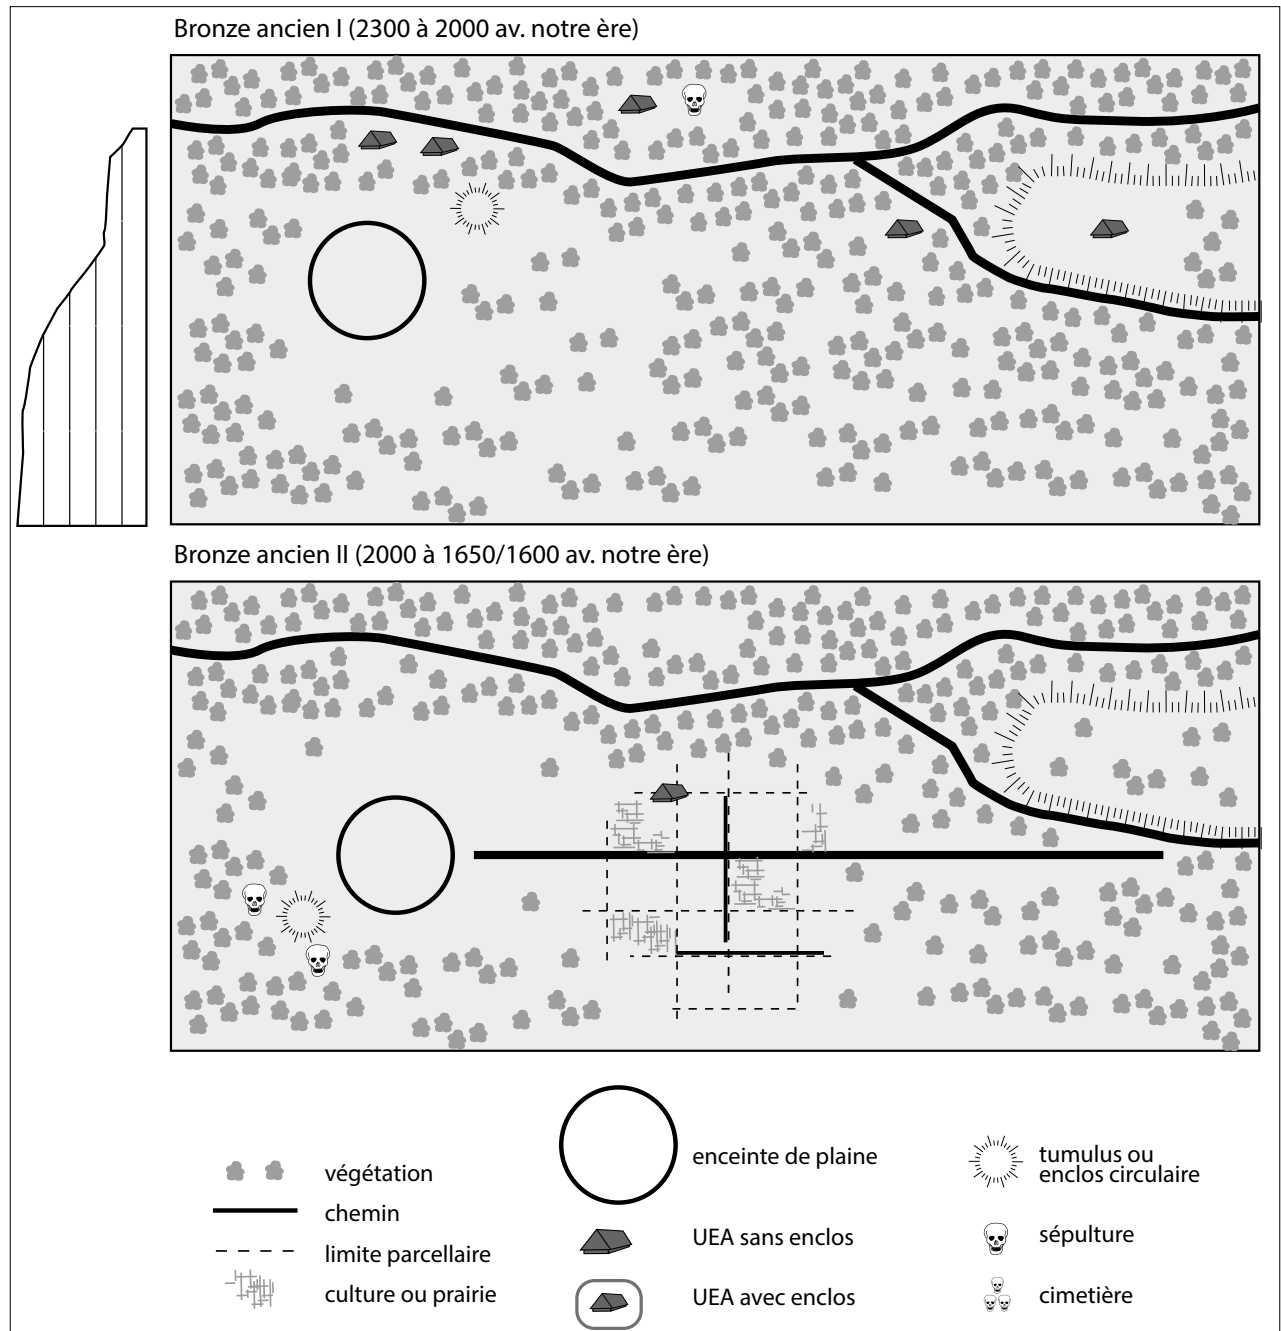 Bronze ancien I (2300 à 2000 av. notre ère)
Bronze ancien II (2000 à 1650/1600 av. notre ère)
végétation
chemin
limite parcellaire
culture ou prairie
enceinte de plaine
UEA sans enclos
UEA avec enclos
tumulus ou
enclos circulaire
sépulture
cimetière